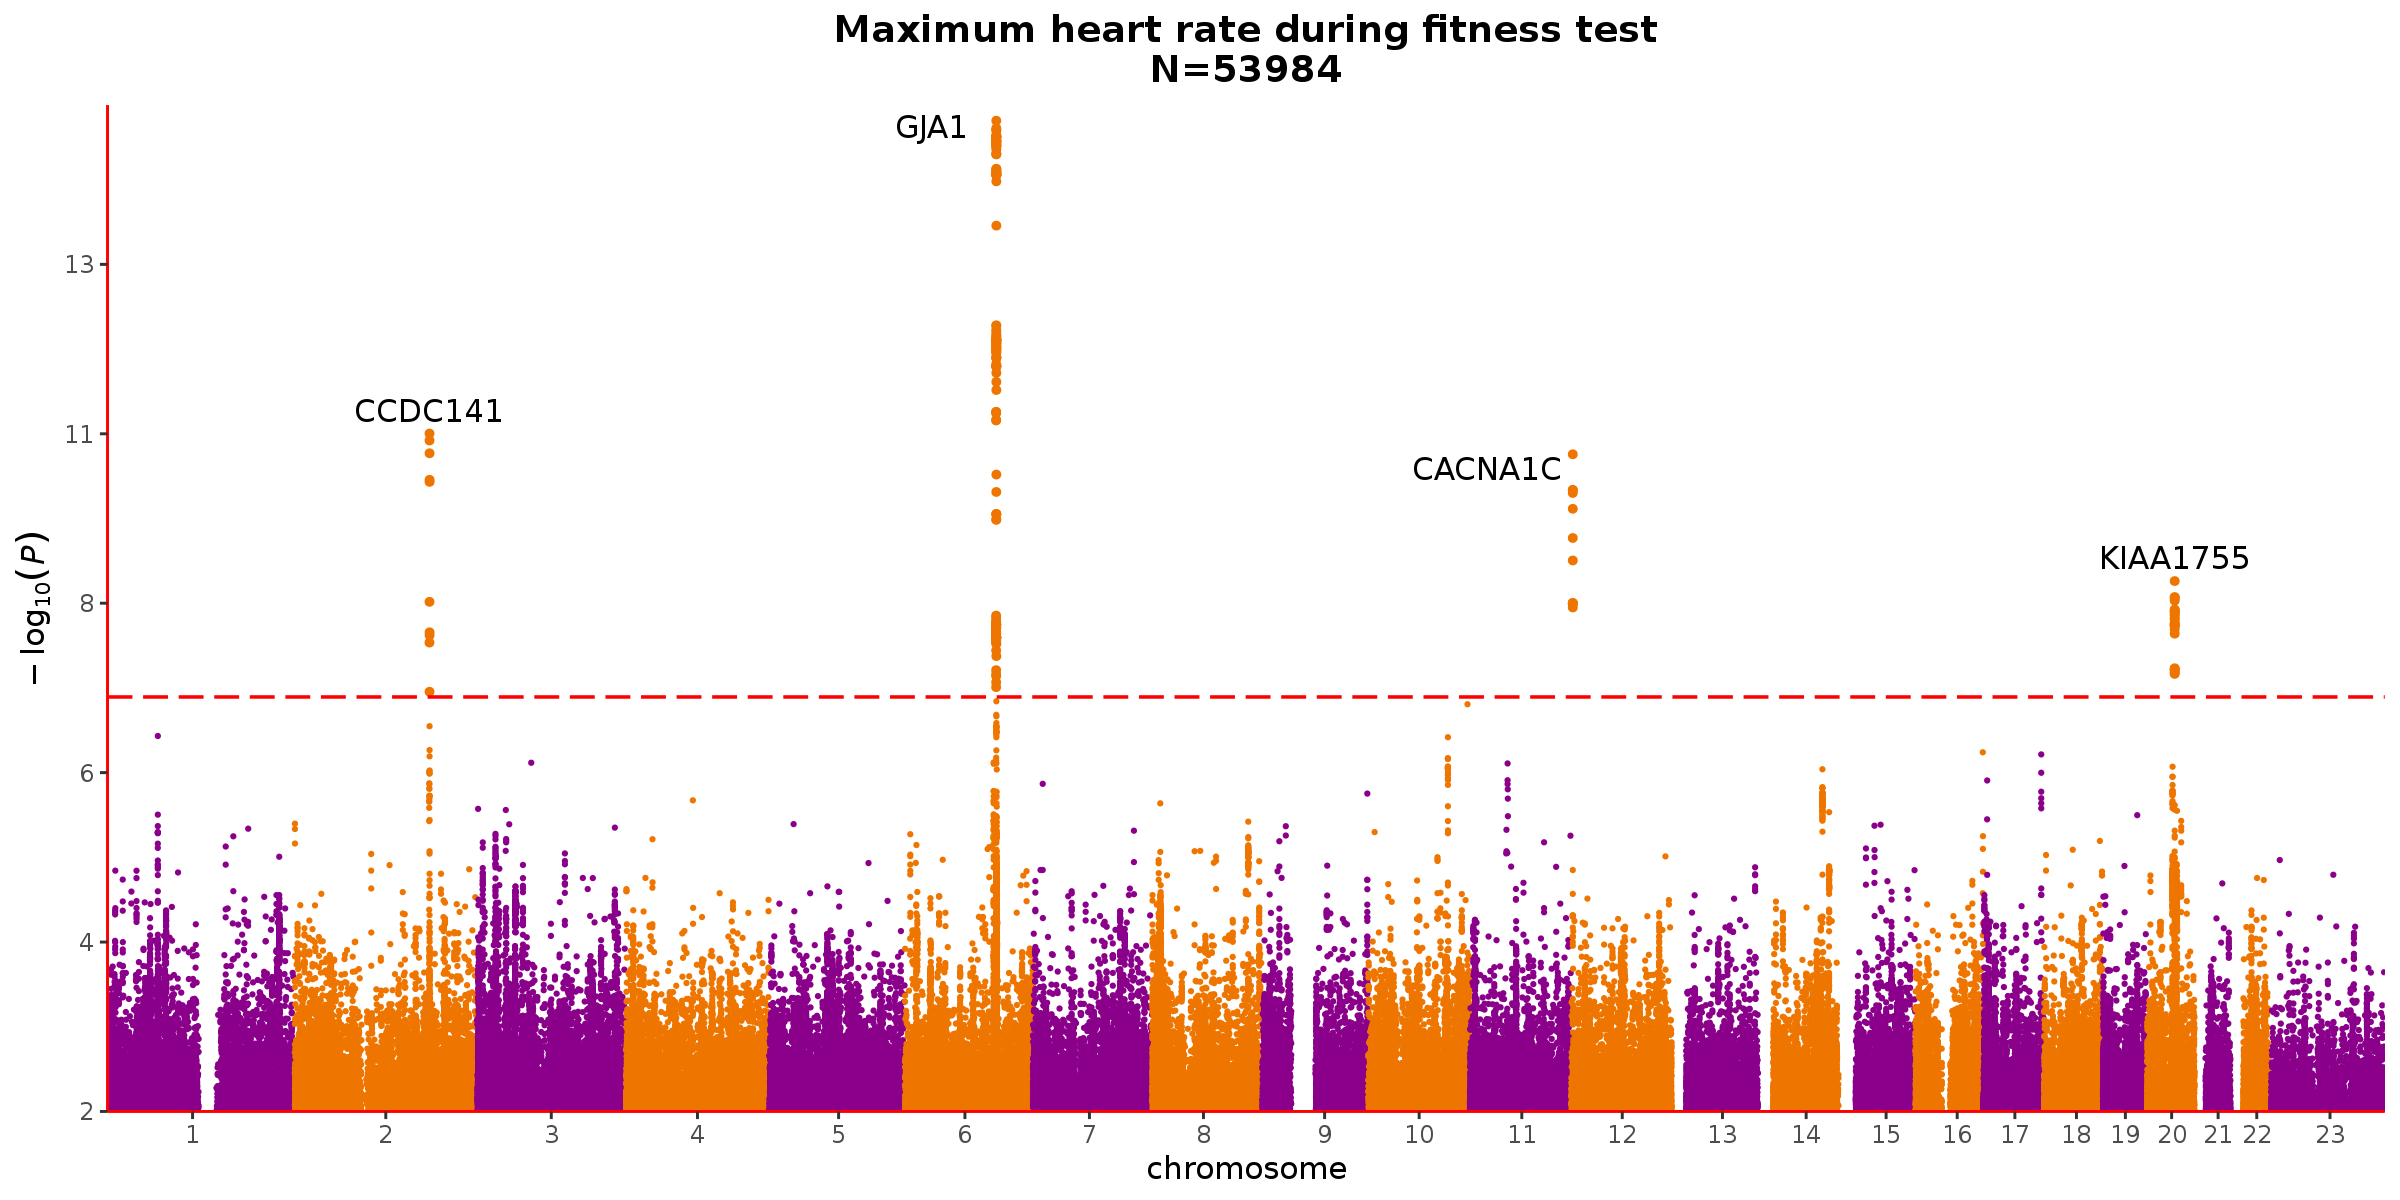 Maximum heart rate during fitness test
N=53984
GJA1
CCDC141
CACNA1C
KIAA1755
13
11
8
6
4
2
−log₁₀(P)
1 2 3 4 5 6 7 8 9 10 11 12 13 14 15 16 17 18 19 20 21 22 23
chromosome